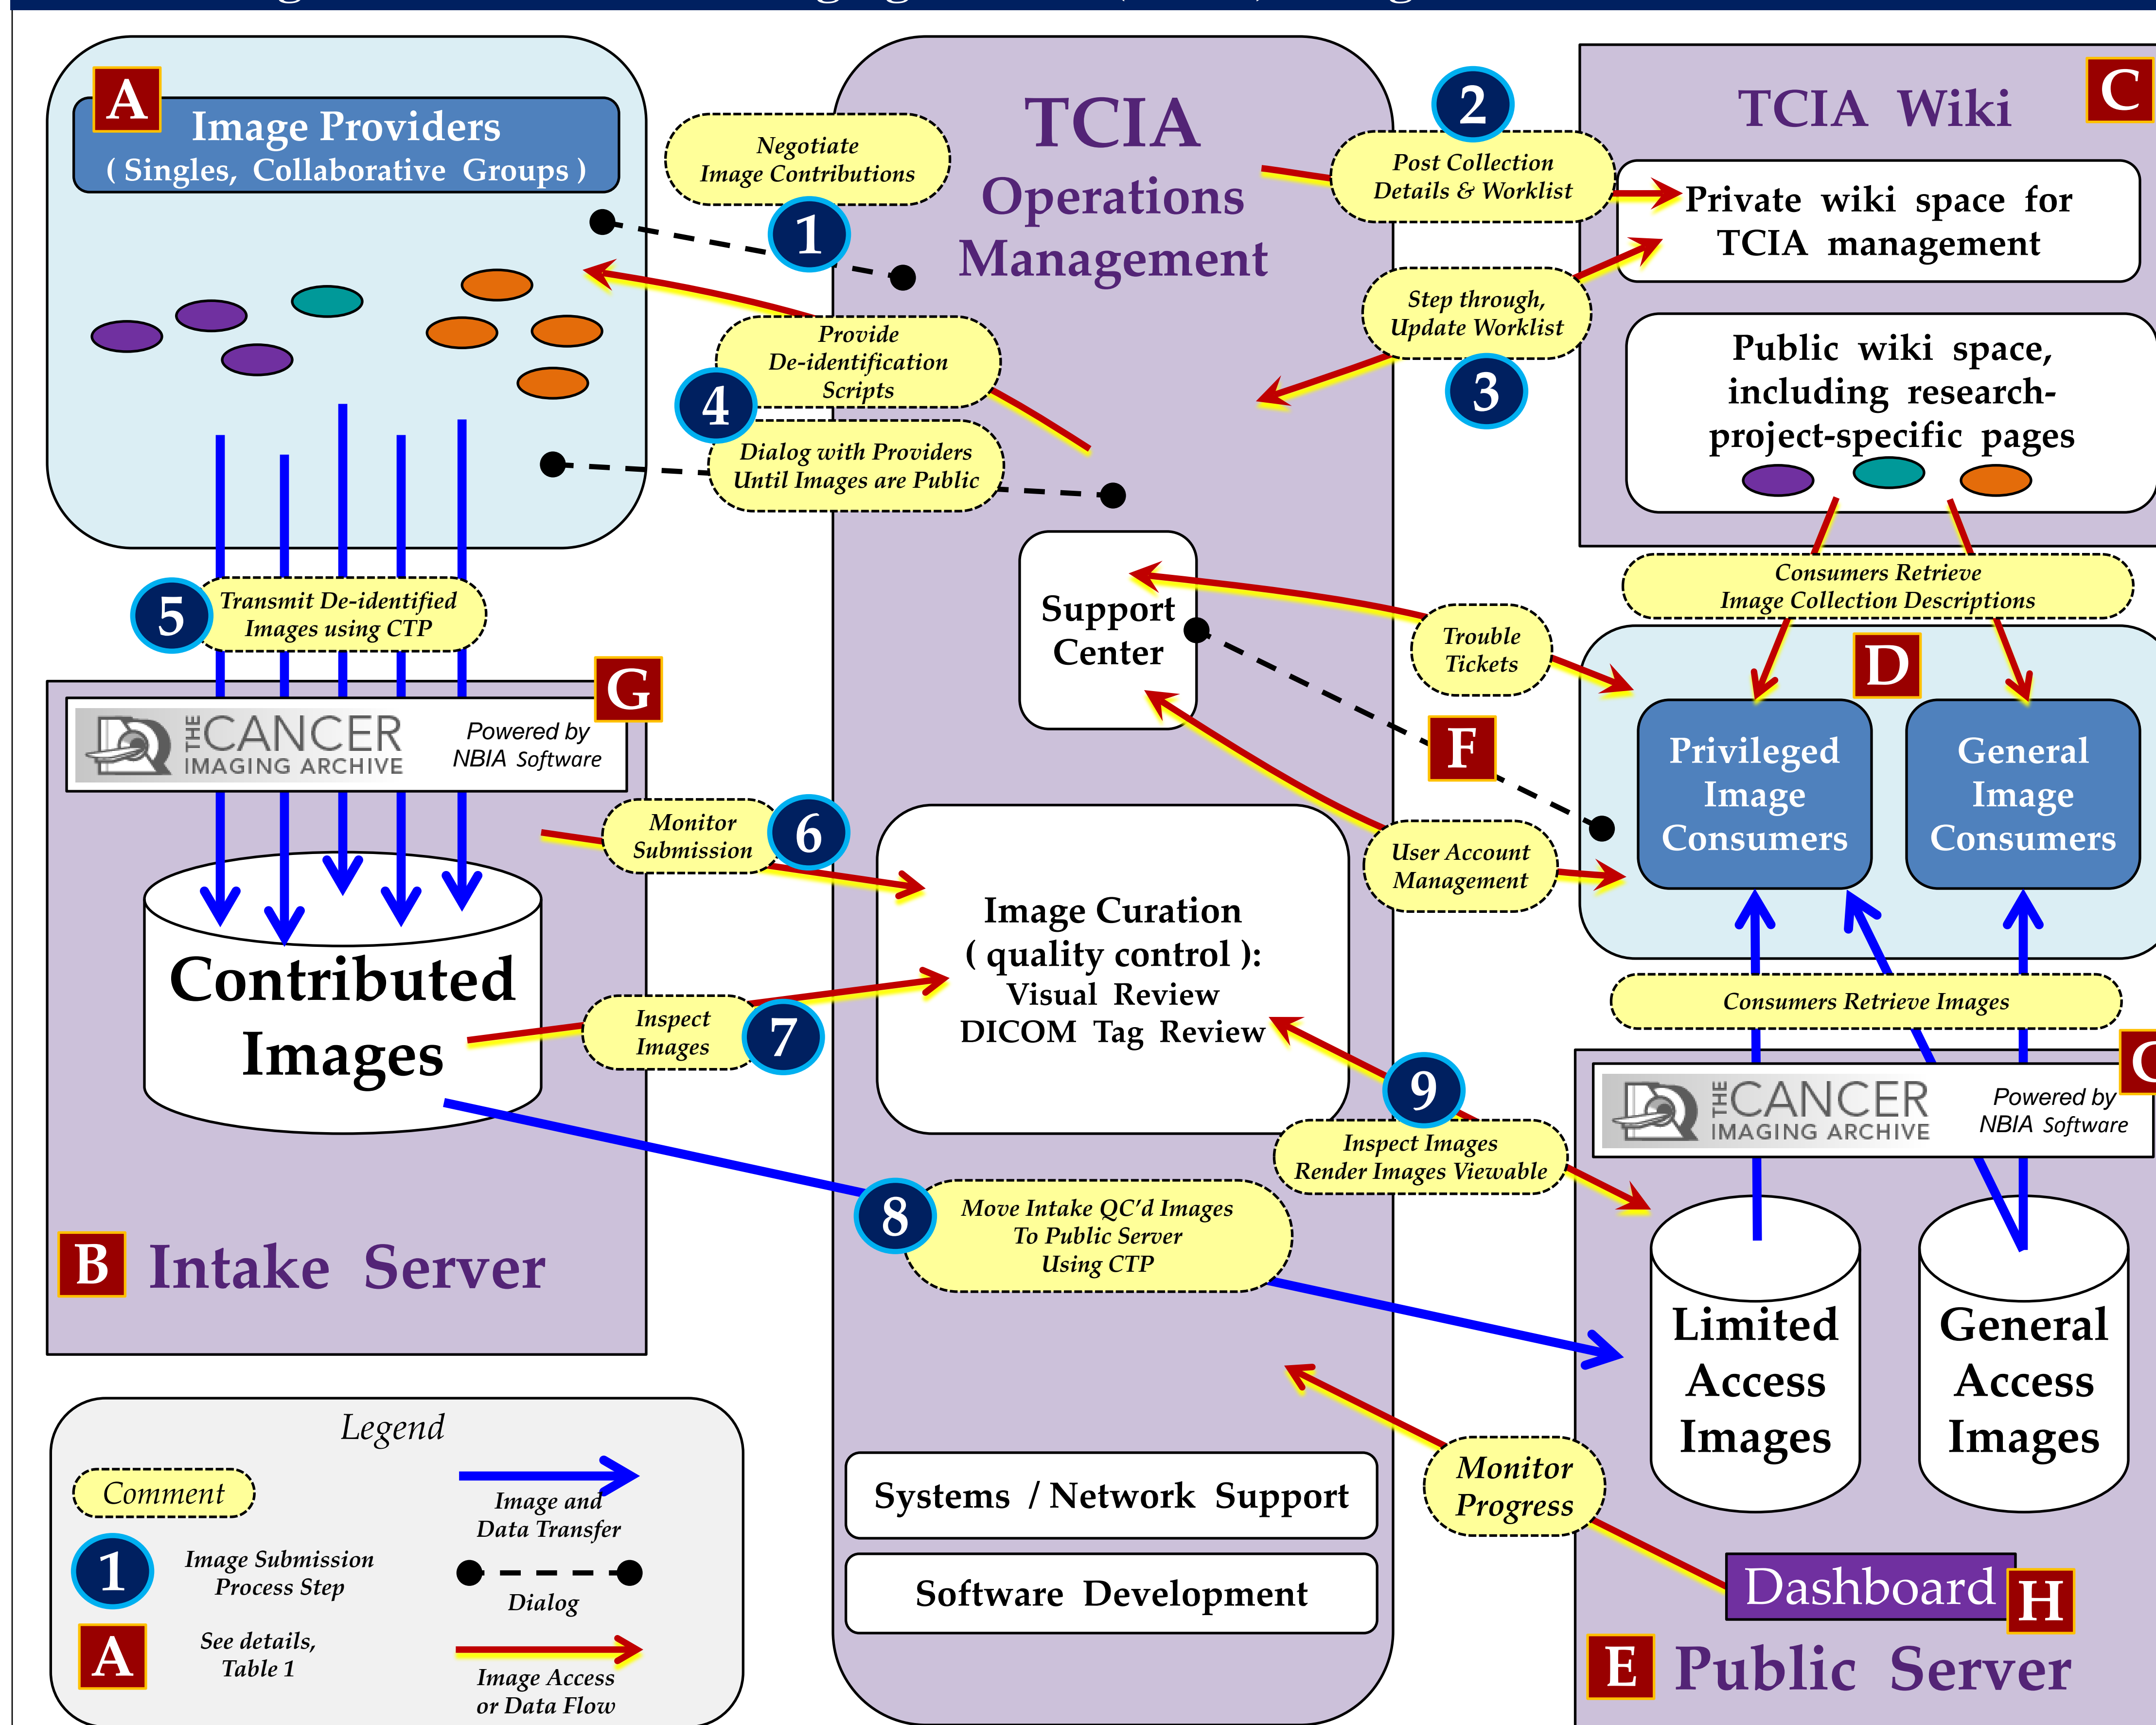 A
Image Providers
( Singles, Collaborative Groups )
Negotiate
Image Contributions
1
Provide
De-identification
Scripts
4
Dialog with Providers
Until Images are Public
TCIA
Operations
Management
2
Post Collection
Details & Worklist
Step through,
Update Worklist
3
C
TCIA Wiki
Private wiki space for
TCIA management
Public wiki space,
including research-
project-specific pages
Consumers Retrieve
Image Collection Descriptions
5
Transmit De-identified
Images using CTP
G
THE CANCER
IMAGING ARCHIVE
Powered by
NBIA Software
Support
Center
Trouble
Tickets
F
User Account
Management
D
Privileged
Image
Consumers
General
Image
Consumers
Consumers Retrieve Images
Monitor
Submission
6
Contributed
Images
Inspect
Images
7
Image Curation
( quality control ):
Visual Review
DICOM Tag Review
9
Inspect Images
Render Images Viewable
THE CANCER
IMAGING ARCHIVE
Powered by
NBIA Software
8
Move Intake QC’d Images
To Public Server
Using CTP
B
Intake Server
Limited
Access
Images
General
Access
Images
Monitor
Progress
Systems / Network Support
Software Development
Dashboard
H
E
Public Server
Legend
Comment
1
Image Submission
Process Step
A
See details,
Table 1
Image and
Data Transfer
Dialog
Image Access
or Data Flow